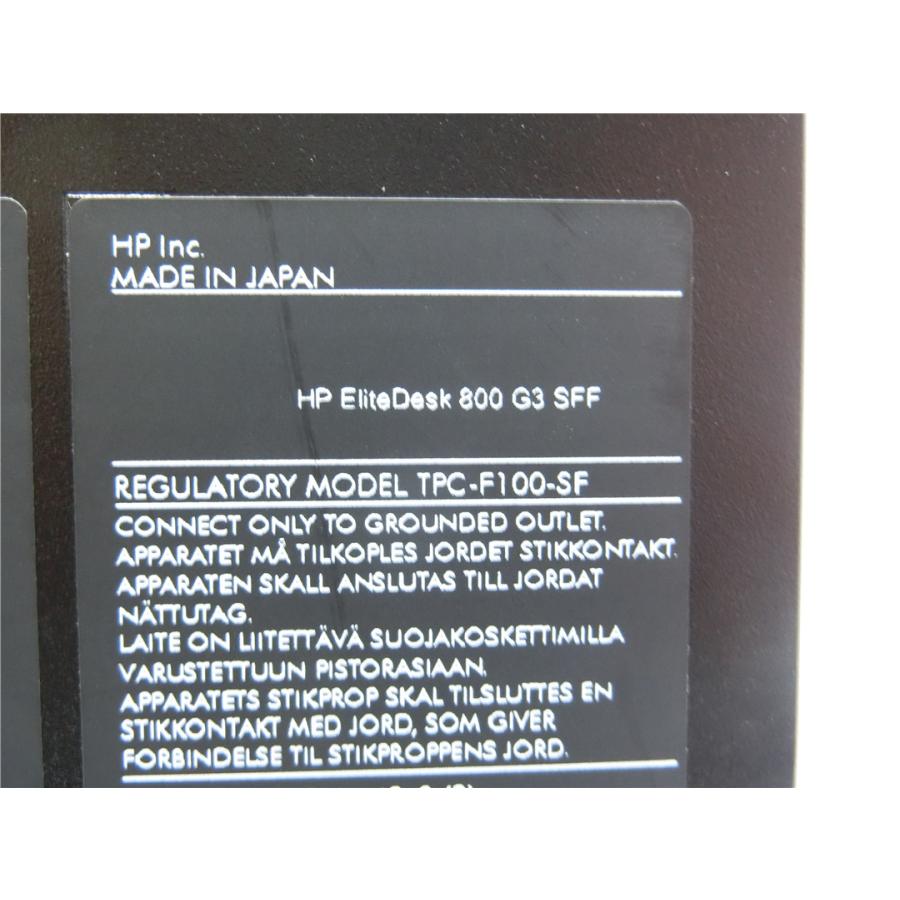 HP Inc.
MADE IN JAPAN
HP EliteDesk 800 G3 SFF
REGULATORY MODEL TPC-F100-SF
CONNECT ONLY TO GROUNDED OUTLET.
APPARATET MÅ TILKOPLES JORDET STIKKONTAKT.
APPARATEN SKALL ANSLUTAS TILL JORDAT
NÄTTUTAG.
LAITE ON LIITETTÄVÄ SUOJAKOSKETTIMILLA
VARUSTETTUUN PISTORASIAAN.
APPARATETS STIKPROP SKAL TILSLUTTES EN
STIKKONTAKT MED JORD, SOM GIVER
FORBINDELSE TIL STIKPROPPENS JORD.